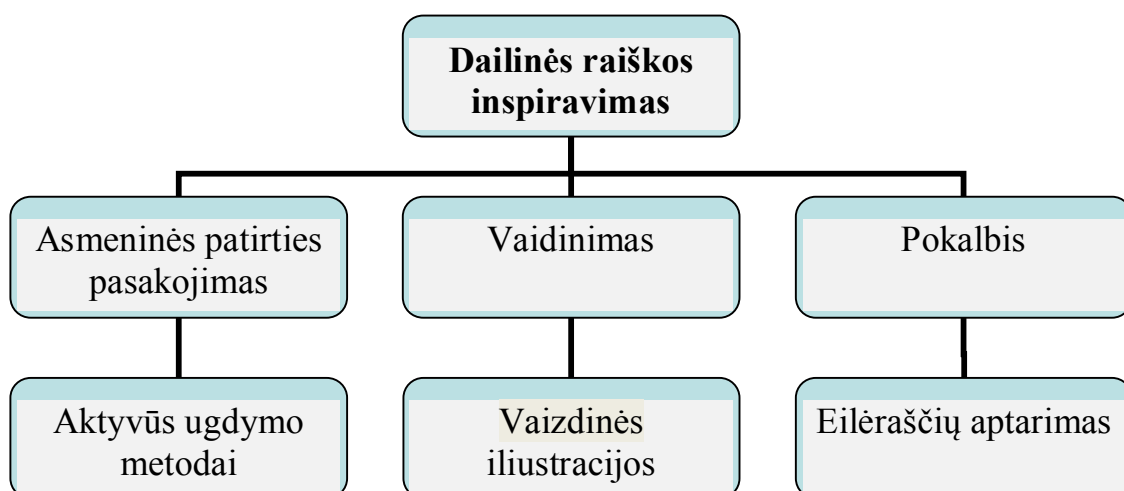 Dailinės raiškos
inspiravimas
Asmeninės patirties
pasakojimas
Vaidinimas
Pokalbis
Aktyvūs ugdymo
metodai
Vaizdinės
iliustracijos
Eilėraščių aptarimas